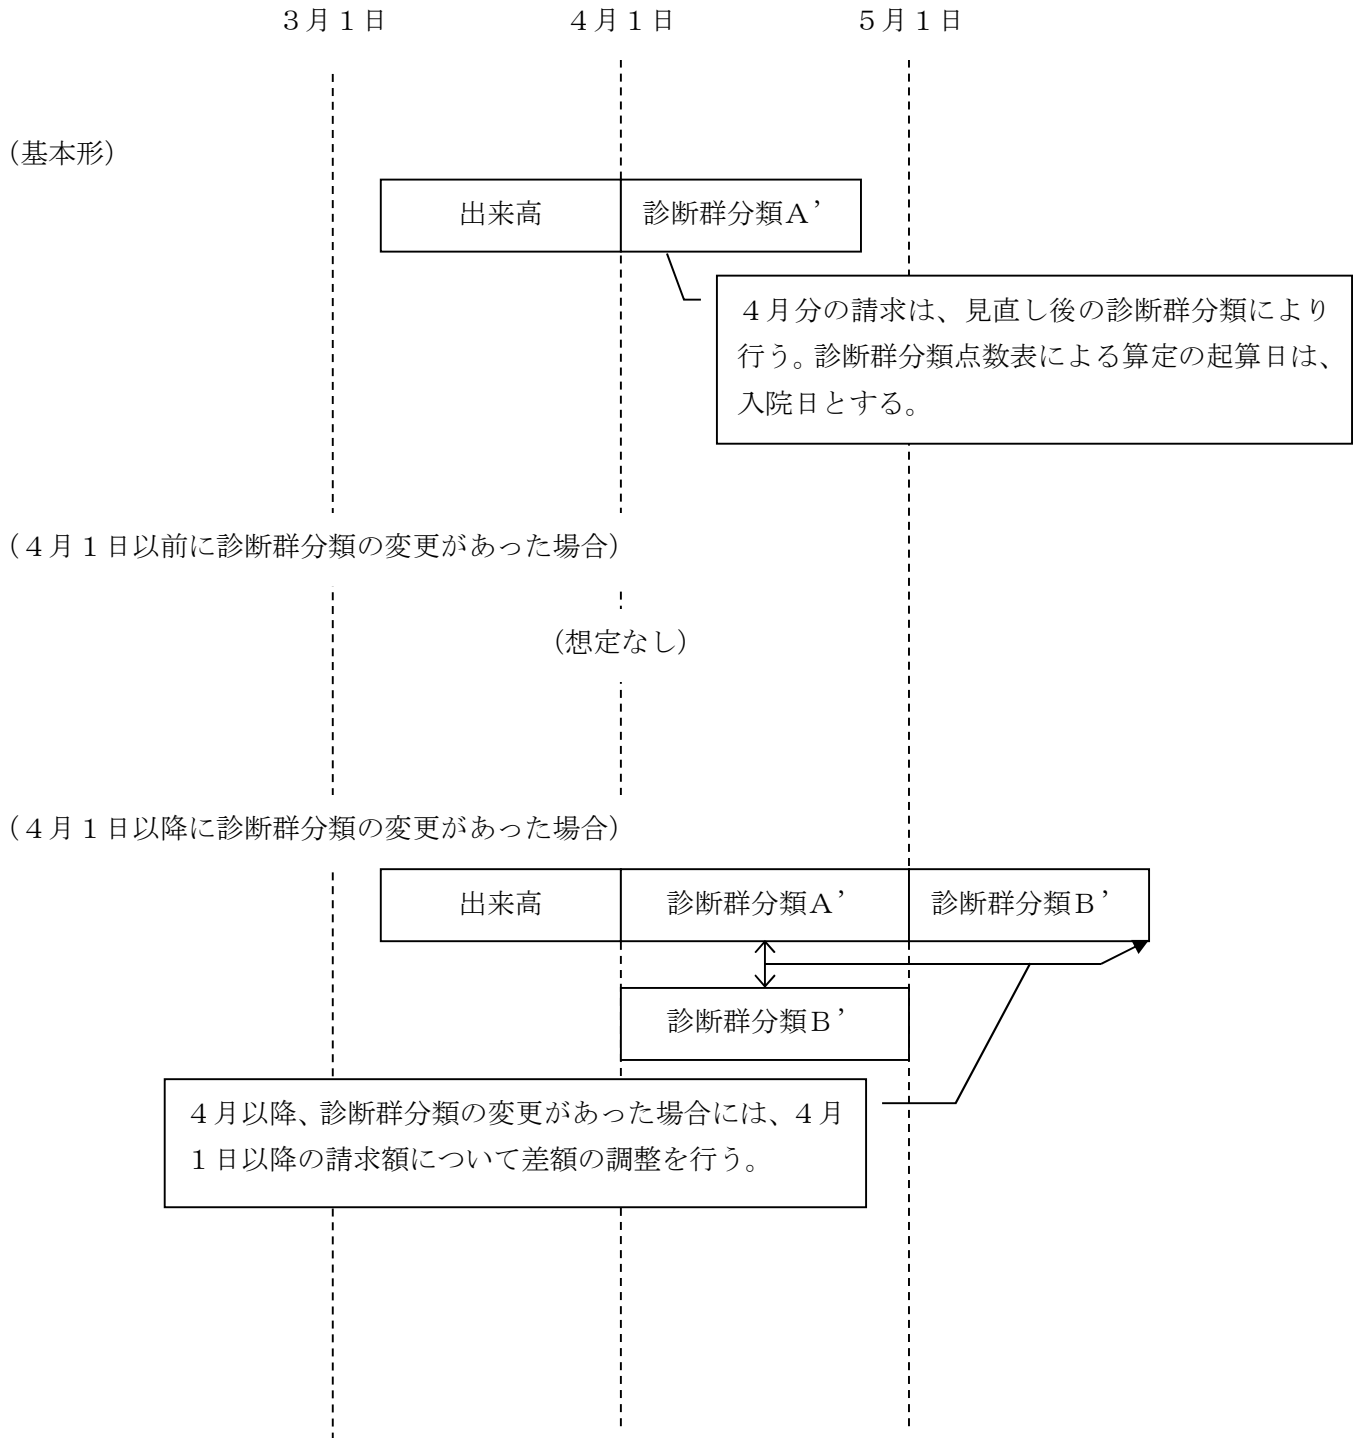 ３月１日　４月１日　５月１日
（基本形）
出来高　診断群分類Ａ’
４月分の請求は、見直し後の診断群分類により
行う。診断群分類点数表による算定の起算日は、
入院日とする。
（４月１日以前に診断群分類の変更があった場合）
（想定なし）
（４月１日以降に診断群分類の変更があった場合）
出来高　診断群分類Ａ’　診断群分類Ｂ’
診断群分類Ｂ’
４月以降、診断群分類の変更があった場合には、４月
１日以降の請求額について差額の調整を行う。